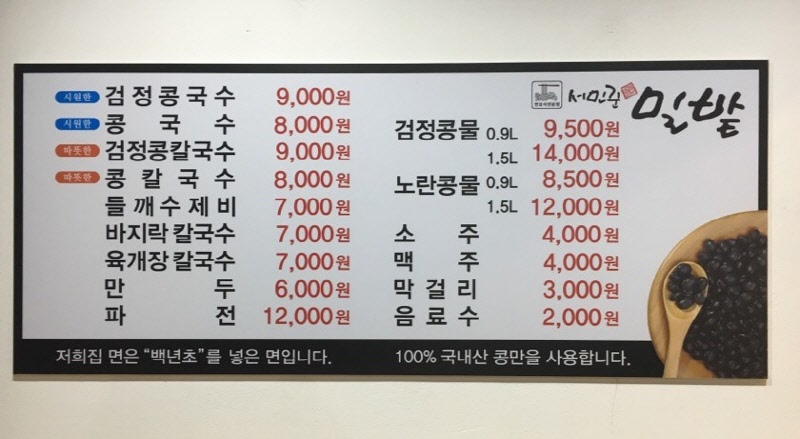 시원한 검정콩국수 9,000원
시원한 콩국수 8,000원
따뜻한 검정콩칼국수 9,000원
따뜻한 콩칼국수 8,000원
들깨수제비 7,000원
바지락칼국수 7,000원
육개장칼국수 7,000원
만두 6,000원
파전 12,000원
서민준 밀밭
검정콩물 0.9L 9,500원
1.5L 14,000원
노란콩물 0.9L 8,500원
1.5L 12,000원
소주 4,000원
맥주 4,000원
막걸리 3,000원
음료수 2,000원
저희집 면은 “백년초”를 넣은 면입니다.
100% 국내산 콩만을 사용합니다.